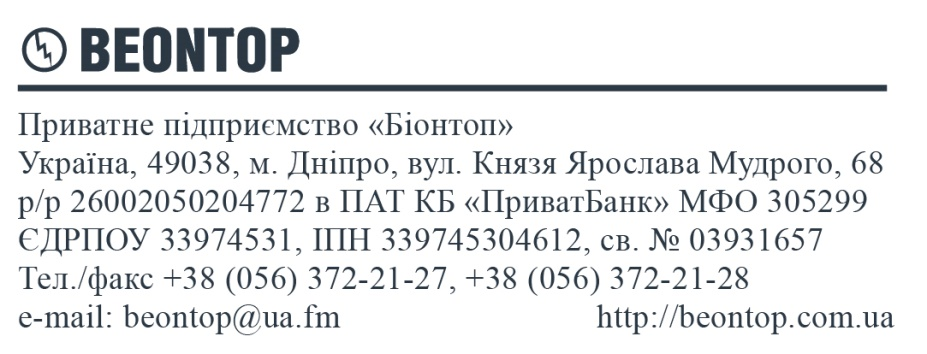 BEONTOP
Приватне підприємство «Біонтоп»
Україна, 49038, м. Дніпро, вул. Князя Ярослава Мудрого, 68
р/р 26002050204772 в ПАТ КБ «ПриватБанк» МФО 305299
ЄДРПОУ 33974531, ІПН 339745304612, св. № 03931657
Тел./факс +38 (056) 372-21-27, +38 (056) 372-21-28
e-mail: beontop@ua.fm http://beontop.com.ua